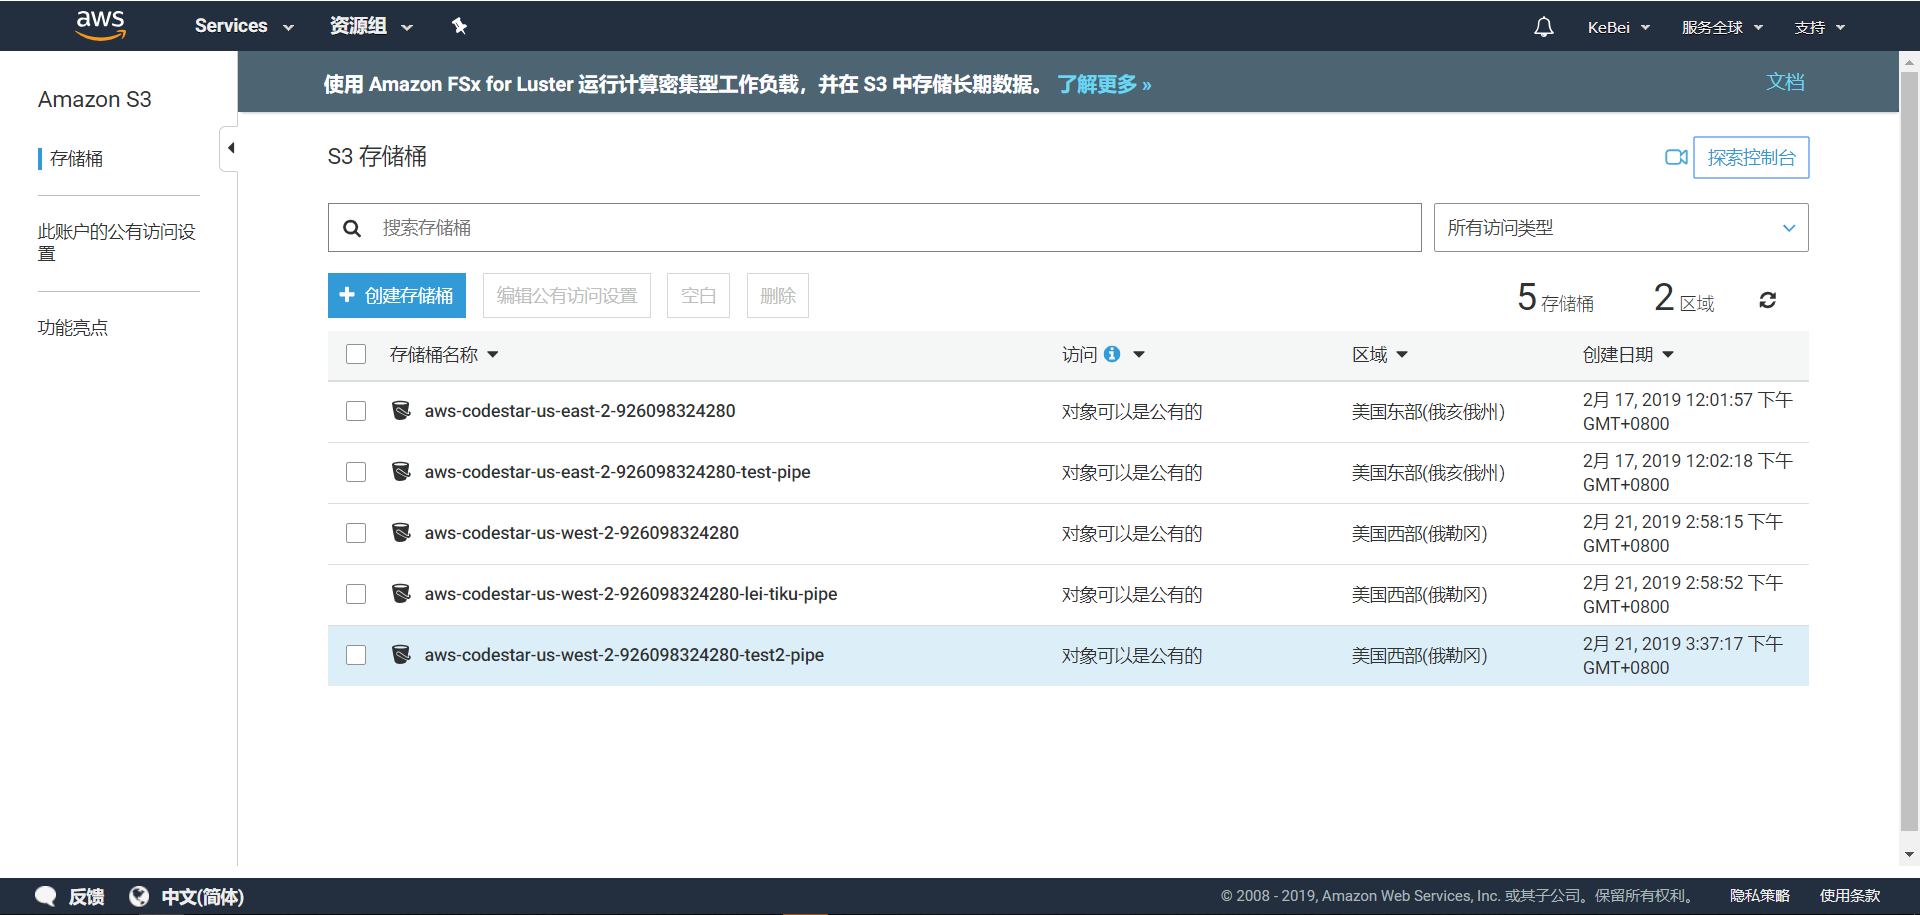 aws
Services
资源组
KeBei
服务全球
支持
Amazon S3
存储桶
此账户的公有访问设
置
功能亮点
使用 Amazon FSx for Luster 运行计算密集型工作负载，并在 S3 中存储长期数据。 了解更多 »
文档
S3 存储桶
探索控制台
搜索存储桶
所有访问类型
创建存储桶
编辑公有访问设置
空白
删除
5 存储桶
2 区域
存储桶名称
访问
区域
创建日期
aws-codestar-us-east-2-926098324280
对象可以是公有的
美国东部(俄亥俄州)
2月 17, 2019 12:01:57 下午
GMT+0800
aws-codestar-us-east-2-926098324280-test-pipe
对象可以是公有的
美国东部(俄亥俄州)
2月 17, 2019 12:02:18 下午
GMT+0800
aws-codestar-us-west-2-926098324280
对象可以是公有的
美国西部(俄勒冈)
2月 21, 2019 2:58:15 下午
GMT+0800
aws-codestar-us-west-2-926098324280-lei-tiku-pipe
对象可以是公有的
美国西部(俄勒冈)
2月 21, 2019 2:58:52 下午
GMT+0800
aws-codestar-us-west-2-926098324280-test2-pipe
对象可以是公有的
美国西部(俄勒冈)
2月 21, 2019 3:37:17 下午
GMT+0800
反馈
中文(简体)
© 2008 - 2019, Amazon Web Services, Inc. 或其子公司。保留所有权利。
隐私策略
使用条款